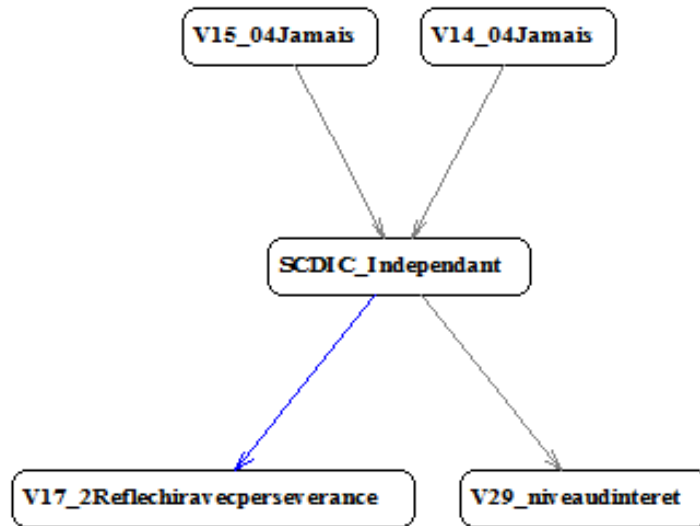 V15_04Jamais
V14_04Jamais
SCDIC_Independant
V17_2Reflechiravecperseverance
V29_niveaudinteret